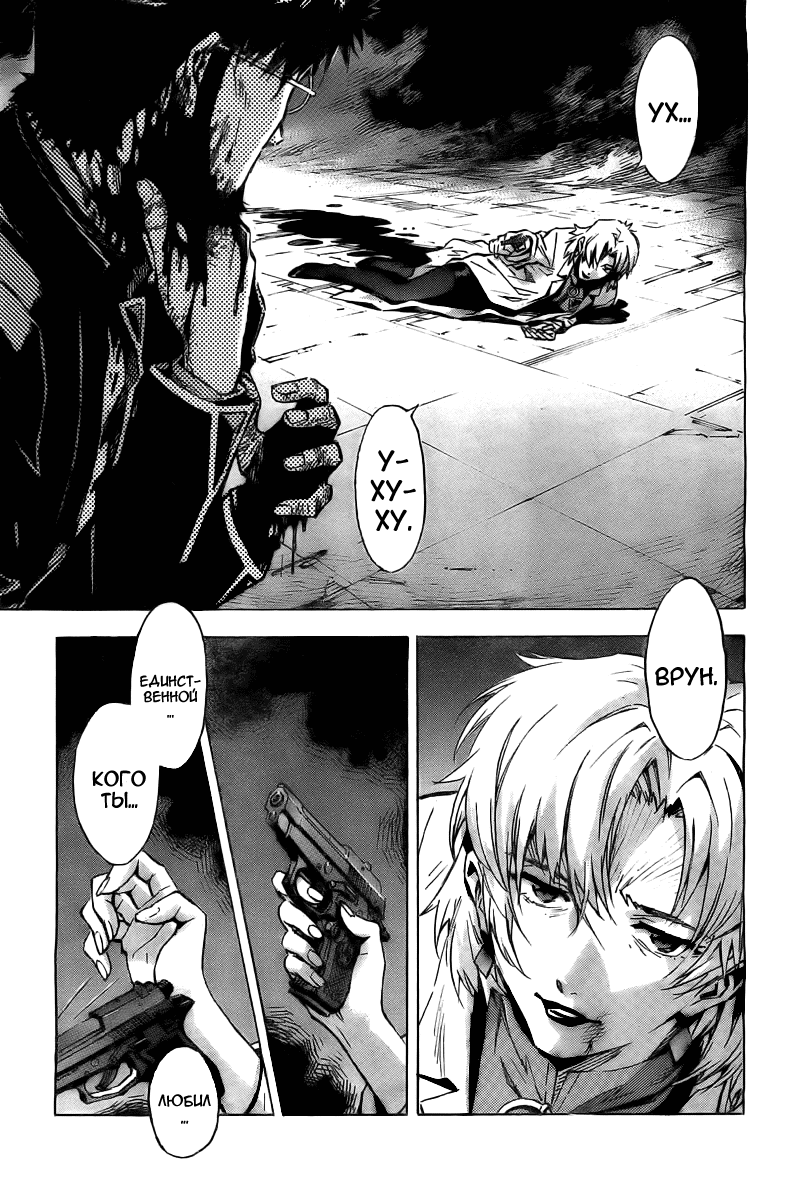 УХ...
У-
ХУ-
ХУ.
ВРУН.
ЕДИНСТ-
ВЕННОЙ
...
КОГО
ТЫ...
ЛЮБИЛ
...